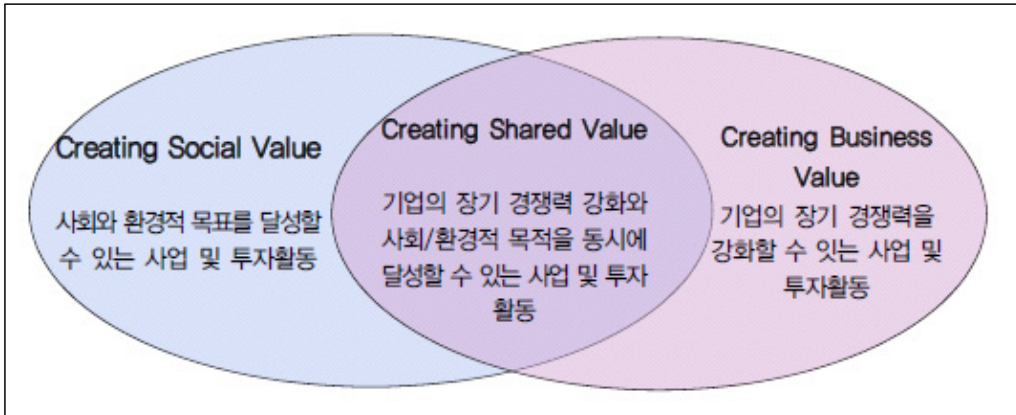 Creating Social Value
사회와 환경적 목표를 달성할
수 있는 사업 및 투자활동
Creating Shared Value
기업의 장기 경쟁력 강화와
사회/환경적 목적을 동시에
달성할 수 있는 사업 및 투자
활동
Creating Business
Value
기업의 장기 경쟁력을
강화할 수 잇는 사업 및
투자활동